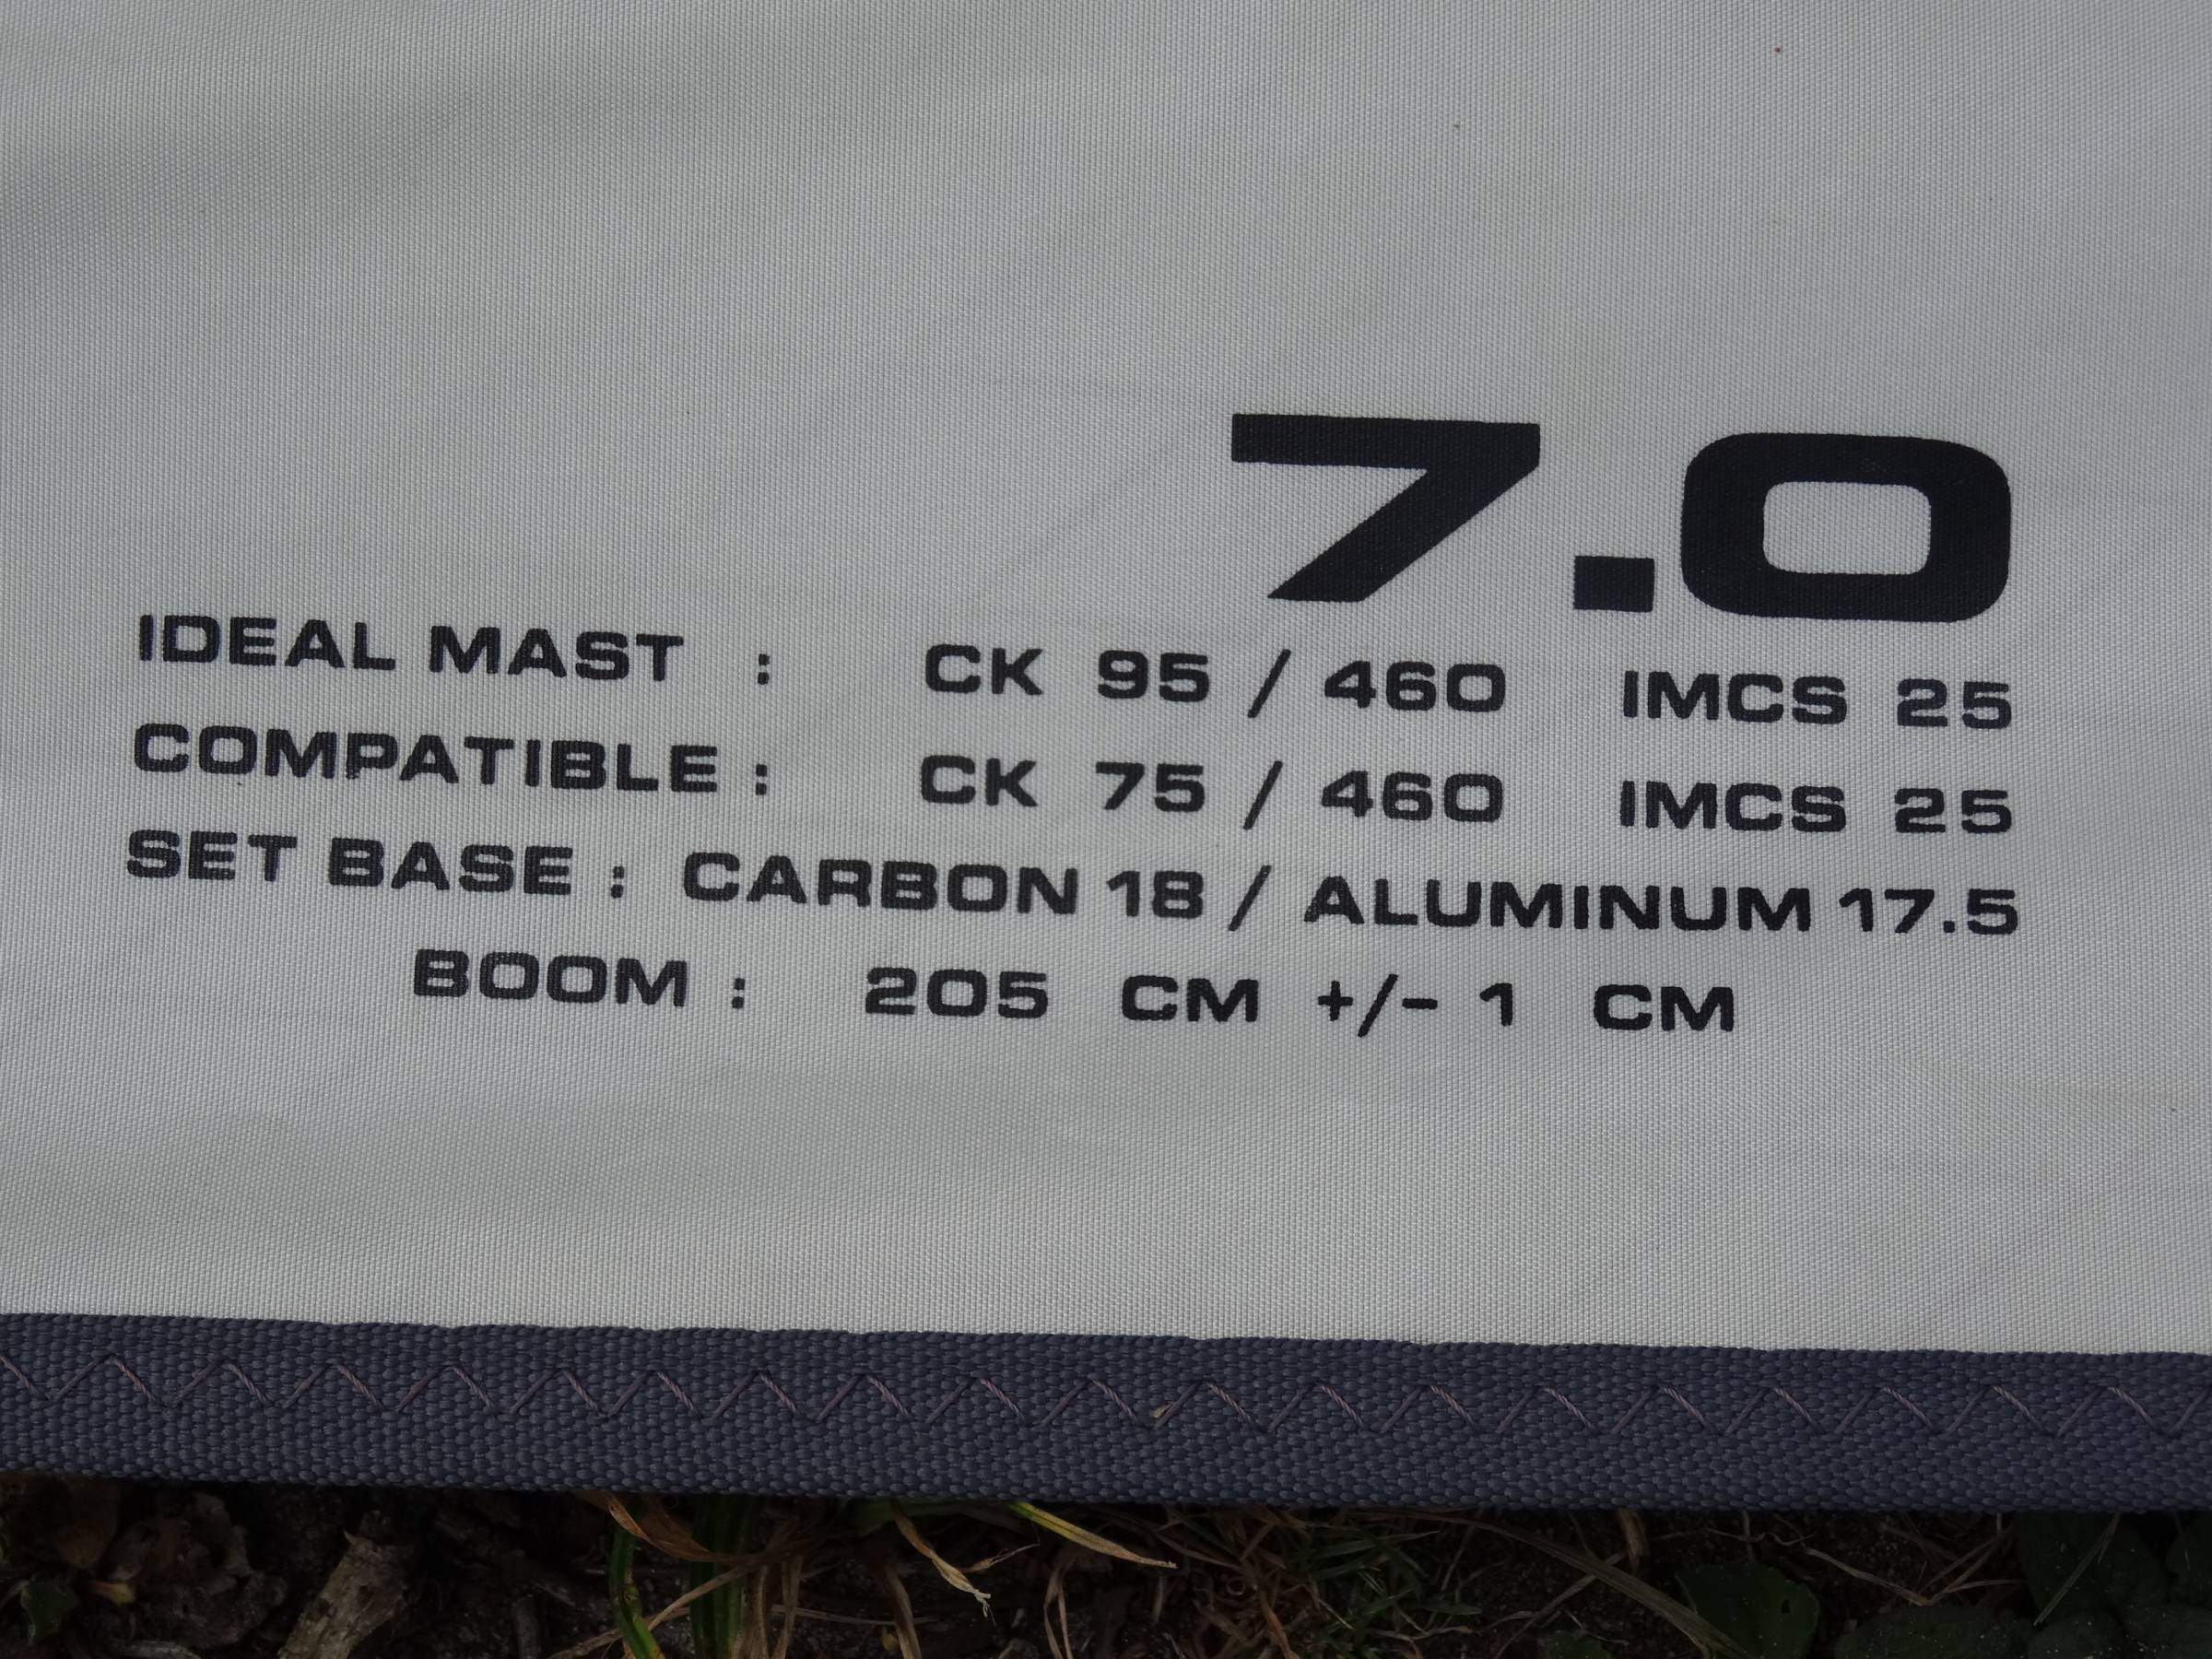 7.0
IDEAL MAST : CK 95 / 460 IMCS 25
COMPATIBLE : CK 75 / 460 IMCS 25
SET BASE : CARBON 18 / ALUMINUM 17.5
BOOM : 205 CM +/- 1 CM